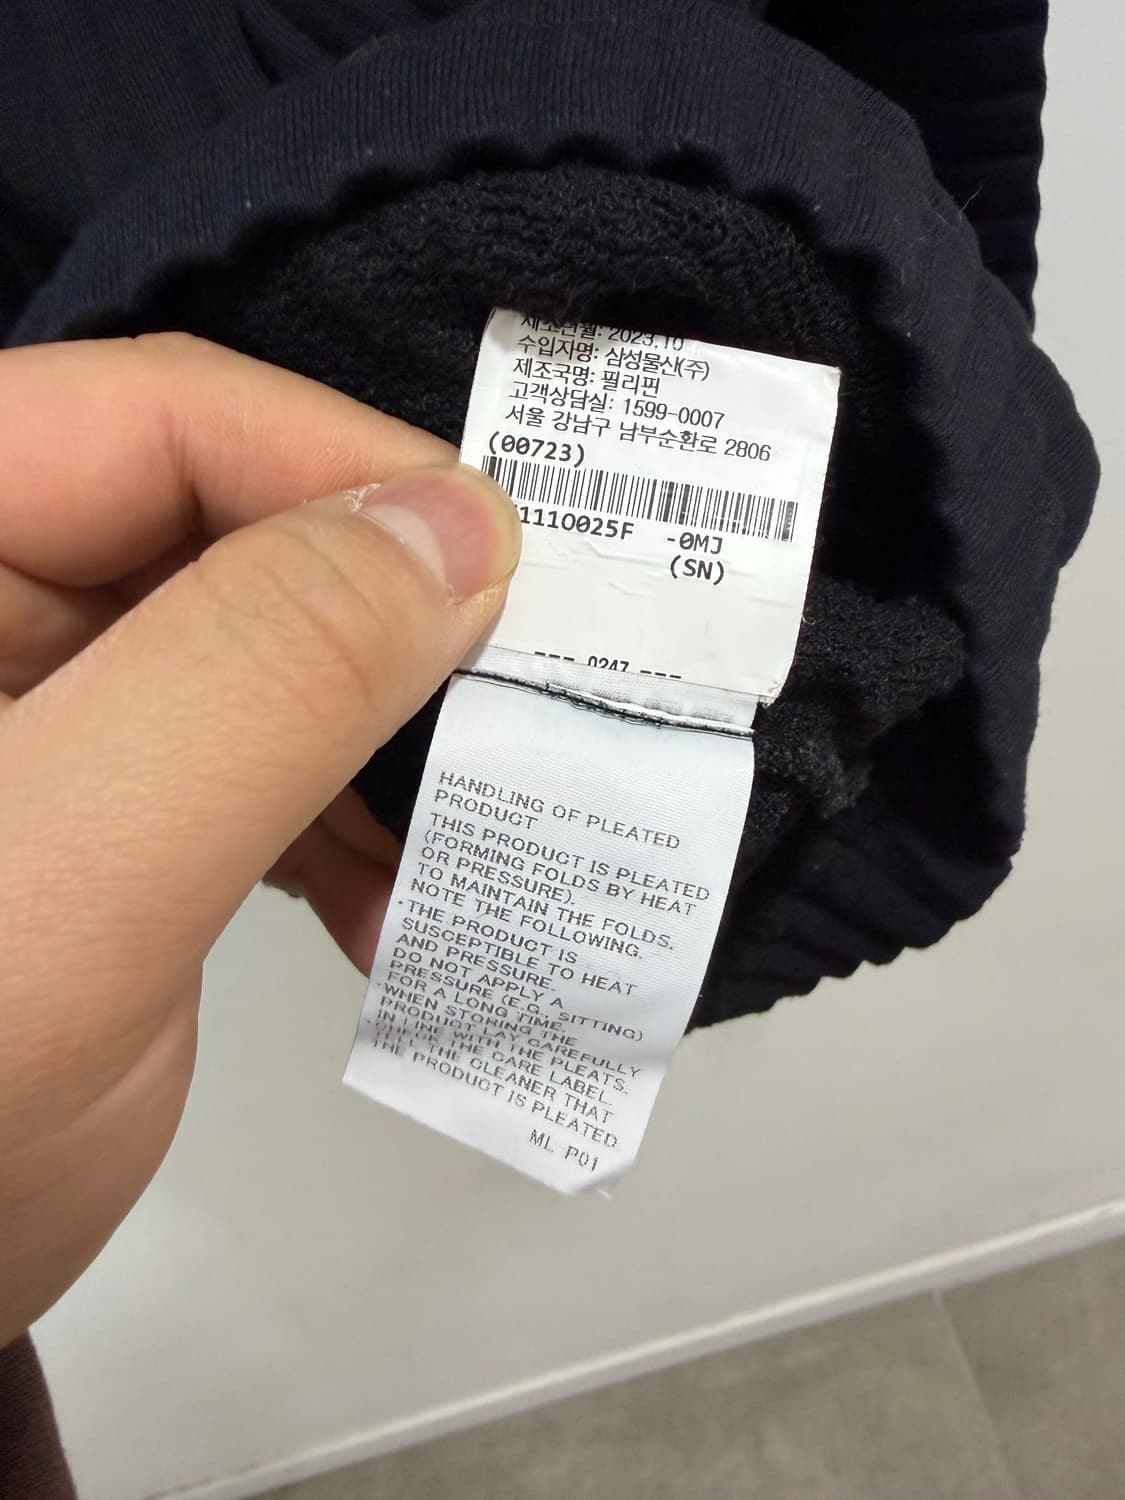 제조년월: 2023.10
수입자명: 삼성물산(주)
제조국명: 필리핀
고객상담실: 1599-0007
서울 강남구 남부순환로 2806
(00723)
111O025F -0MJ
(SN)
--- 0247 ---
HANDLING OF PLEATED
PRODUCT
THIS PRODUCT IS PLEATED
(FORMING FOLDS BY HEAT
OR PRESSURE).
TO MAINTAIN THE FOLDS,
NOTE THE FOLLOWING.
·THE PRODUCT IS
SUSCEPTIBLE TO HEAT
AND PRESSURE.
DO NOT APPLY A
PRESSURE (E.G., SITTING)
FOR A LONG TIME.
·WHEN STORING THE
PRODUCT LAY CAREFULLY
IN LINE WITH THE PLEATS.
THE CARE LABEL.
THE CLEANER THAT
THE PRODUCT IS PLEATED
ML P01